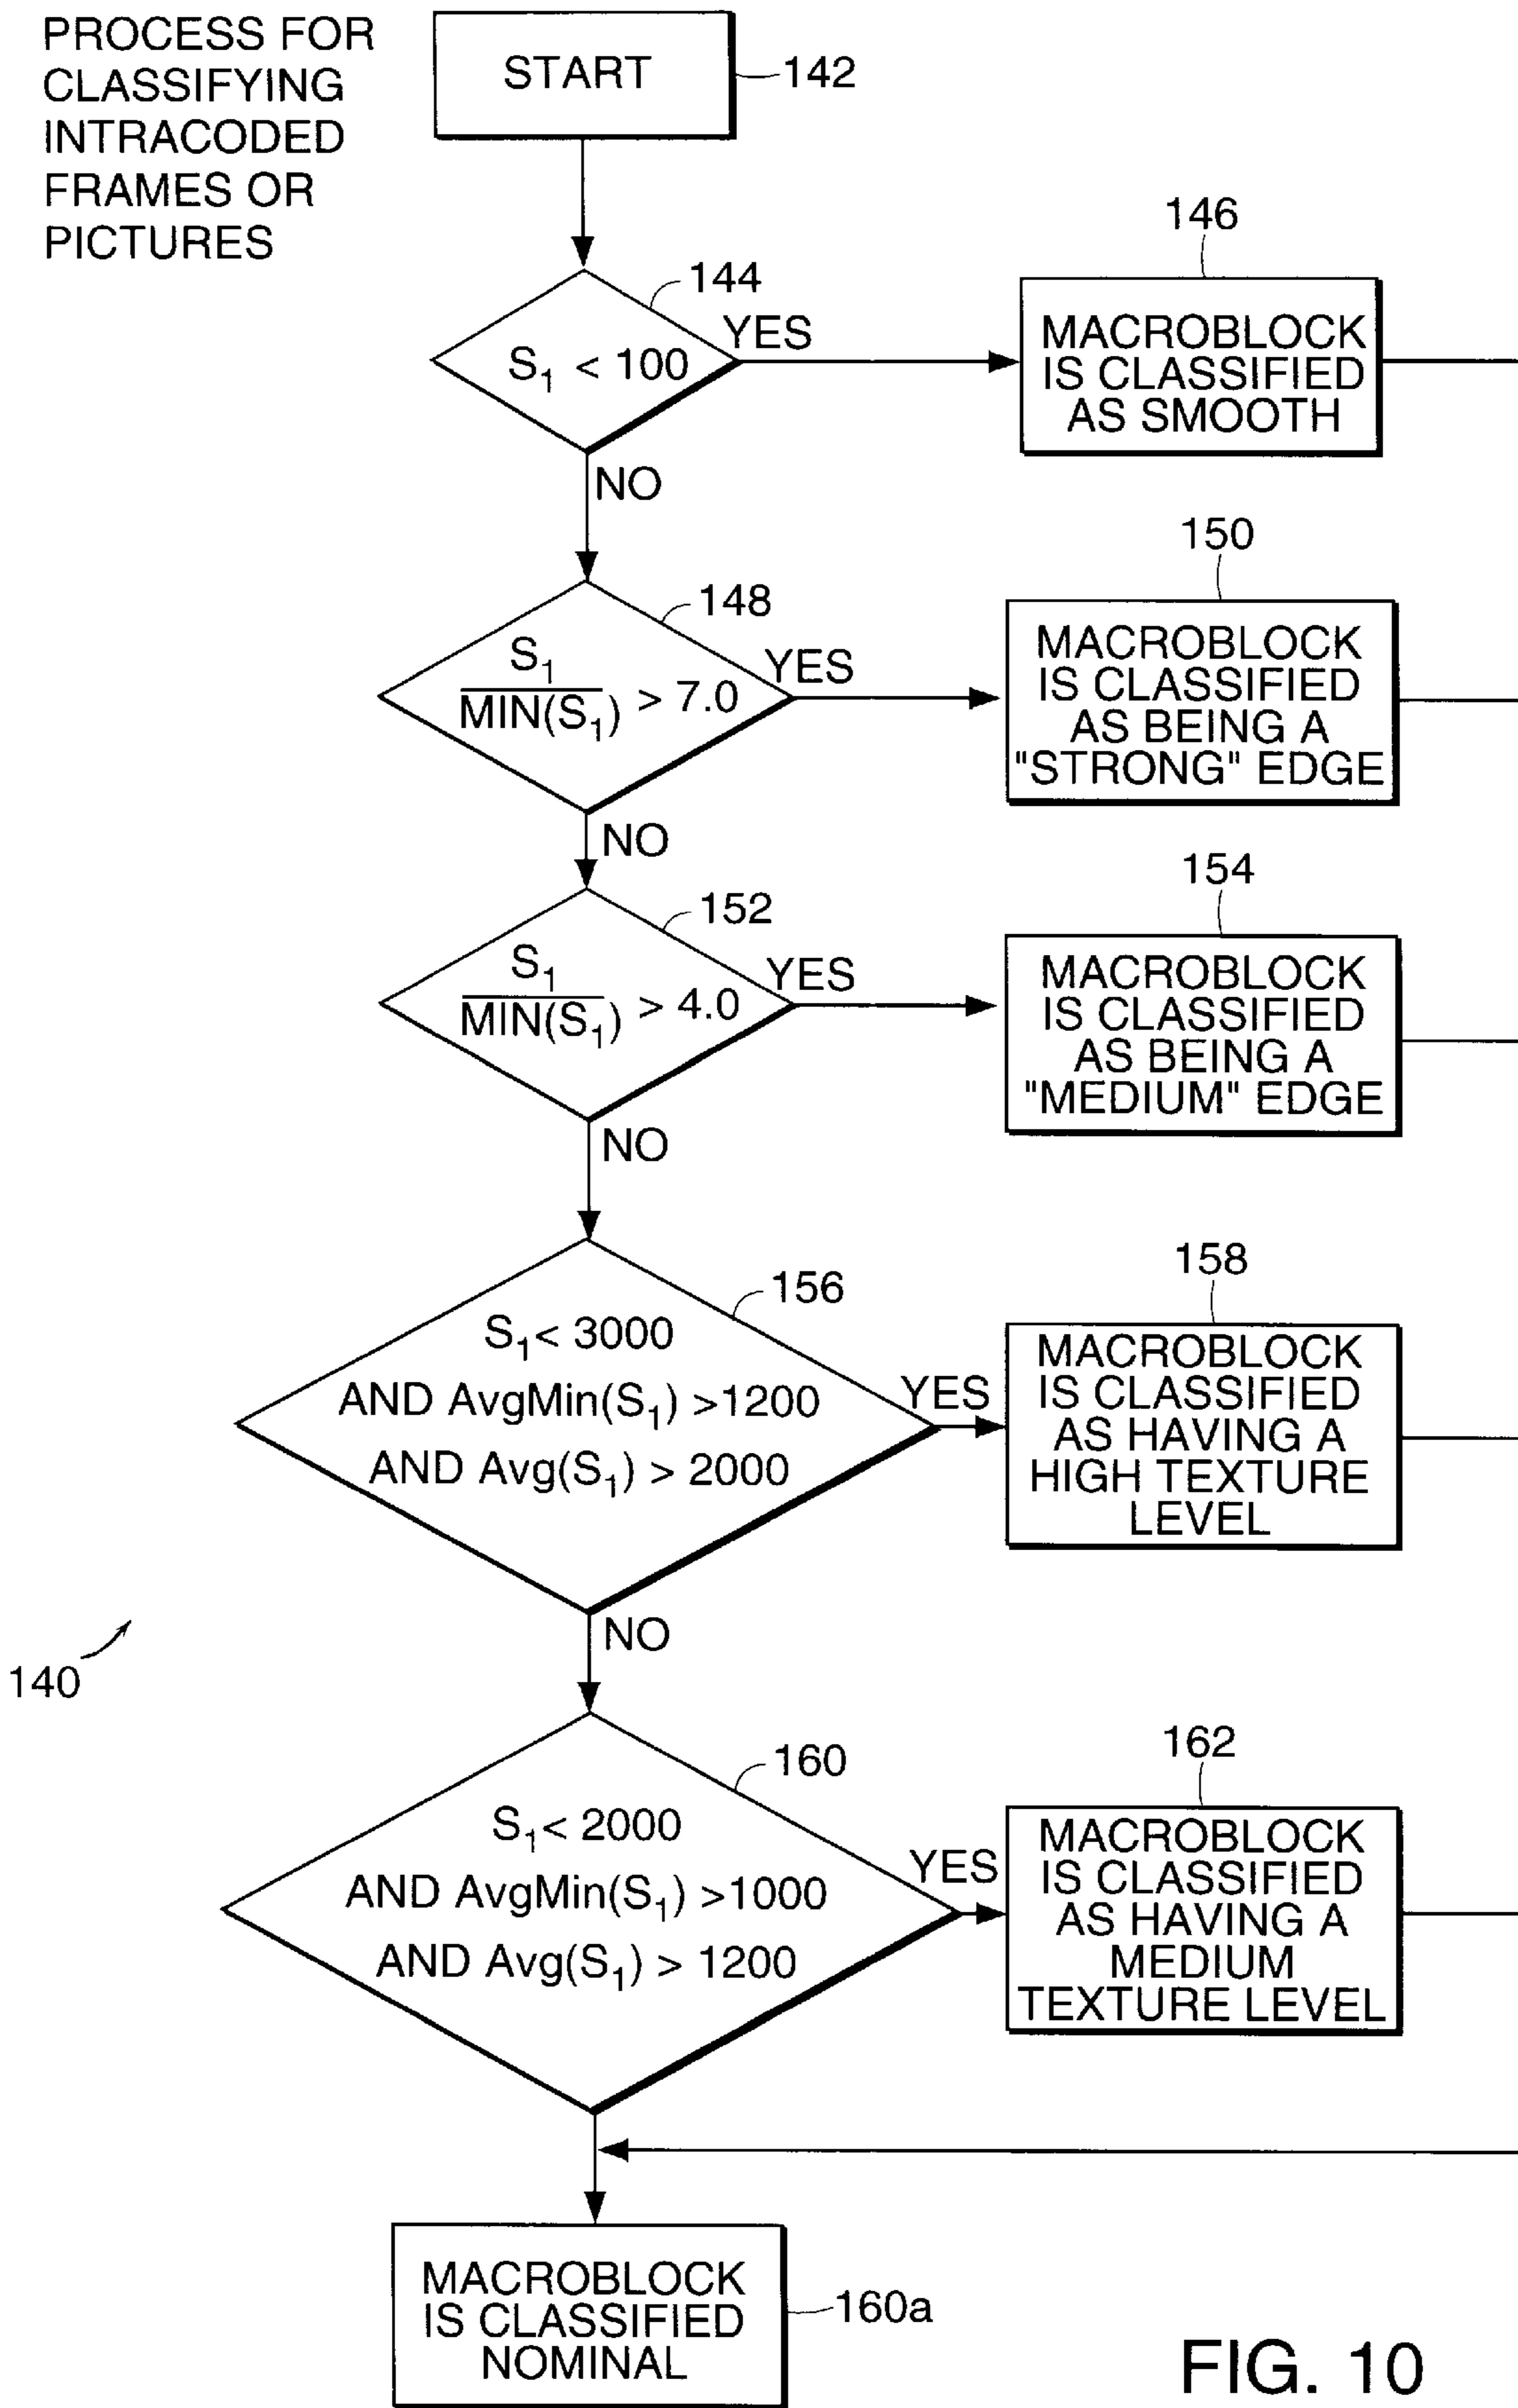 PROCESS FOR
CLASSIFYING
INTRACODED
FRAMES OR
PICTURES
START
142
144
S₁ < 100
YES
146
MACROBLOCK
IS CLASSIFIED
AS SMOOTH
NO
148
S₁
MIN(S₁) > 7.0
YES
150
MACROBLOCK
IS CLASSIFIED
AS BEING A
"STRONG" EDGE
NO
152
S₁
MIN(S₁) > 4.0
YES
154
MACROBLOCK
IS CLASSIFIED
AS BEING A
"MEDIUM" EDGE
NO
156
S₁< 3000
AND AvgMin(S₁) >1200
AND Avg(S₁) > 2000
YES
158
MACROBLOCK
IS CLASSIFIED
AS HAVING A
HIGH TEXTURE
LEVEL
NO
140
160
S₁< 2000
AND AvgMin(S₁) >1000
AND Avg(S₁) > 1200
YES
162
MACROBLOCK
IS CLASSIFIED
AS HAVING A
MEDIUM
TEXTURE LEVEL
MACROBLOCK
IS CLASSIFIED
NOMINAL
160a
FIG. 10